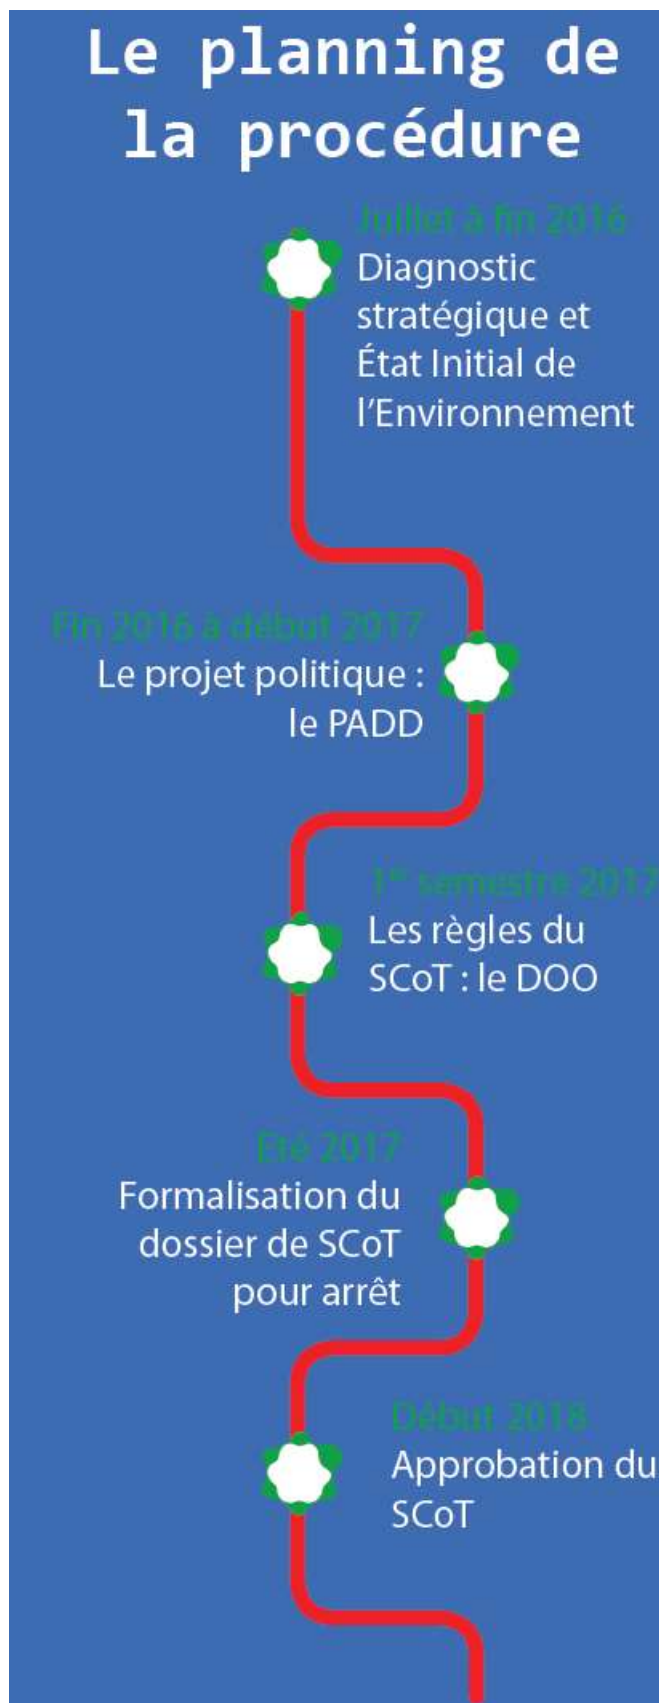 Le planning de
la procédure
Juillet à fin 2016
Diagnostic
stratégique et
État Initial de
l'Environnement
Fin 2016 à début 2017
Le projet politique :
le PADD
1er semestre 2017
Les règles du
SCoT : le DOO
Eté 2017
Formalisation du
dossier de SCoT
pour arrêt
Début 2018
Approbation du
SCoT